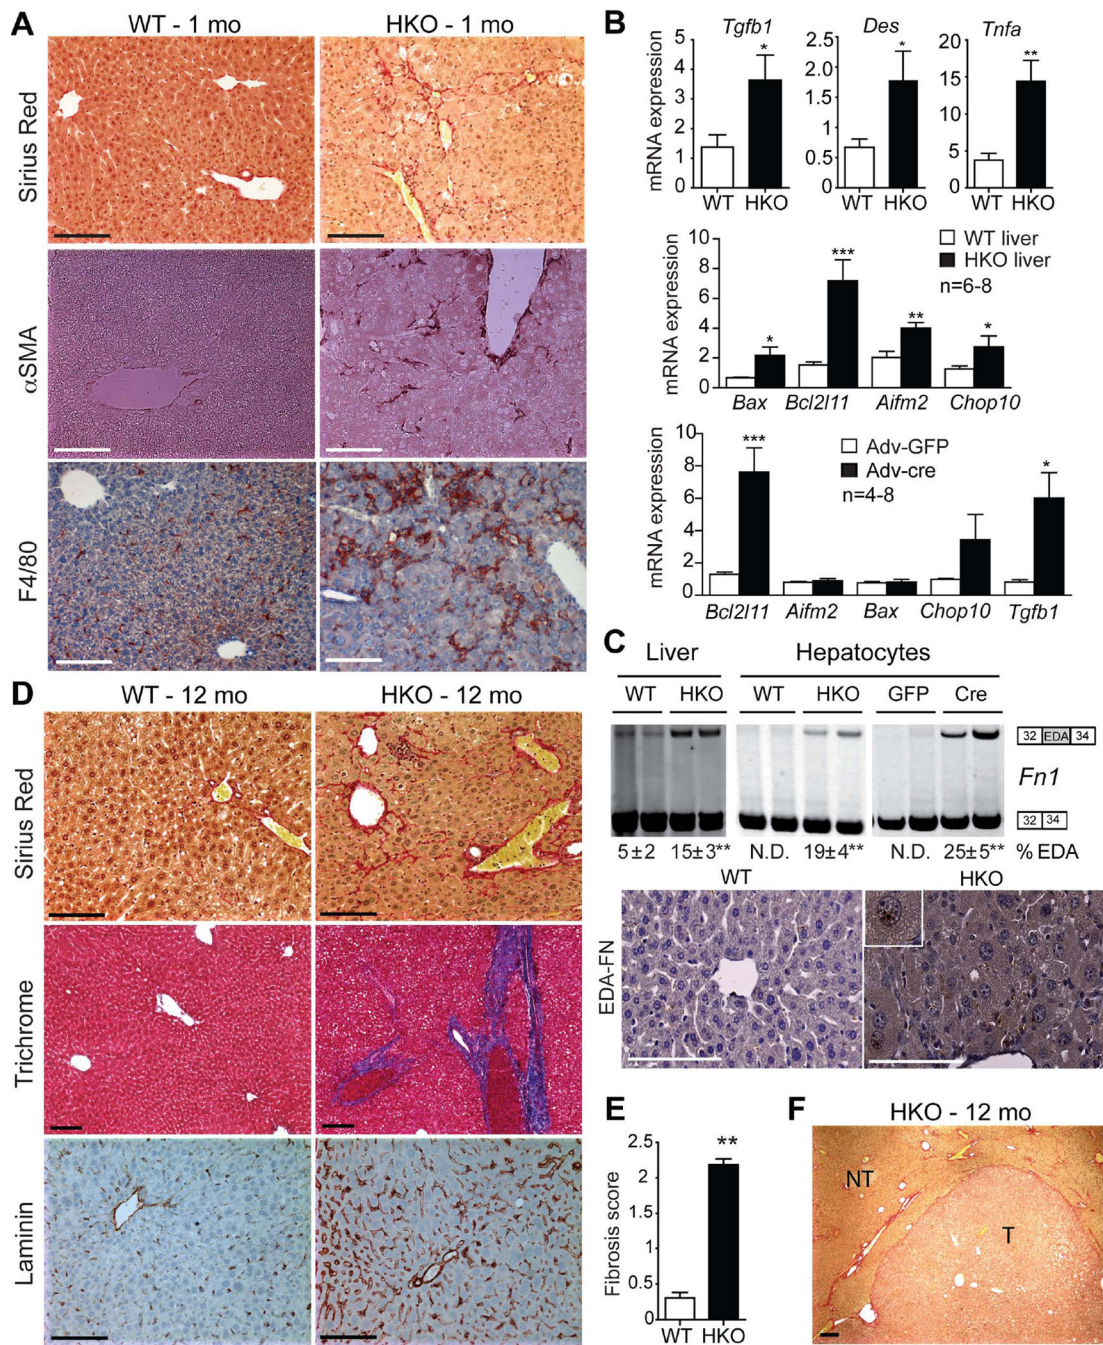 A
WT - 1 mo
HKO - 1 mo
Sirius Red
αSMA
F4/80
B
Tgfb1
Des
Tnfa
mRNA expression
5
4
3
2
1
0
2.5
2.0
1.5
1.0
0.5
0
20
15
10
5
0
*
*
**
WT HKO
WT HKO
WT HKO
mRNA expression
10
8
6
4
2
0
*
***
**
*
WT liver
HKO liver
n=6-8
Bax Bcl2l11 Aifm2 Chop10
mRNA expression
10
8
6
4
2
0
***
*
Adv-GFP
Adv-cre
n=4-8
Bcl2l11 Aifm2 Bax Chop10 Tgfb1
C
Liver
Hepatocytes
WT HKO WT HKO GFP Cre
32 EDA 34
Fn1
32 34
5±2 15±3** N.D. 19±4** N.D. 25±5** % EDA
WT
HKO
EDA-FN
D
WT - 12 mo
HKO - 12 mo
Sirius Red
Trichrome
Laminin
E
Fibrosis score
2.5
2
1.5
1
0.5
0
**
WT HKO
F
HKO - 12 mo
NT
T